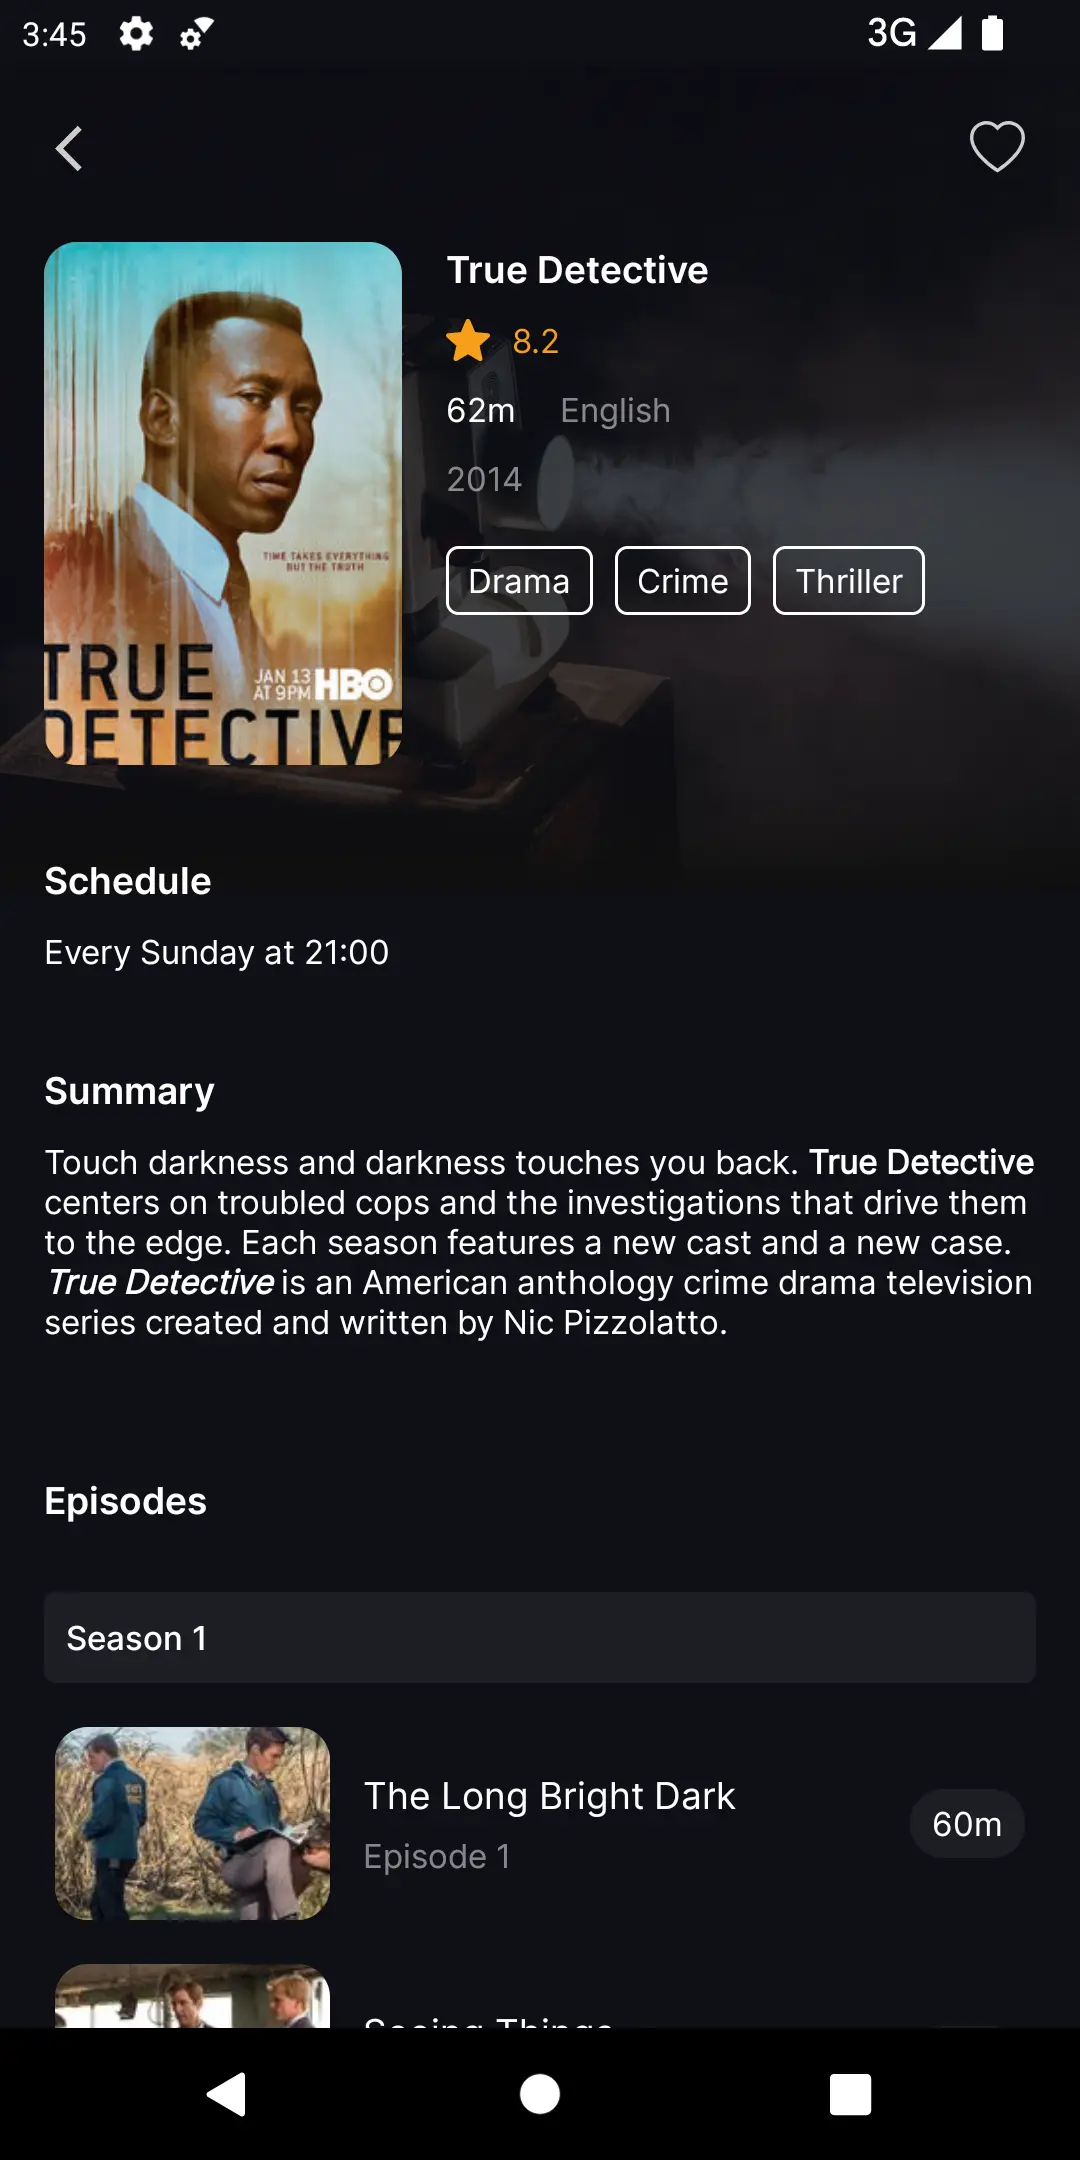 3:45
3G
True Detective
8.2
62m English
2014
Drama Crime Thriller
TIME TAKES EVERYTHING
BUT THE TRUTH
JAN 13
AT 9PM HBO
TRUE
DETECTIVE
Schedule
Every Sunday at 21:00
Summary
Touch darkness and darkness touches you back. True Detective
centers on troubled cops and the investigations that drive them
to the edge. Each season features a new cast and a new case.
True Detective is an American anthology crime drama television
series created and written by Nic Pizzolatto.
Episodes
Season 1
The Long Bright Dark
Episode 1
60m
Seeing Things